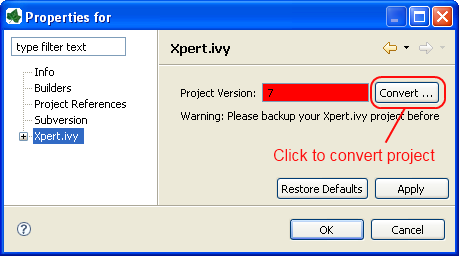 Properties for
type filter text
Info
Builders
Project References
Subversion
Xpert.ivy
Xpert.ivy
Project Version: 7 Convert ...
Warning: Please backup your Xpert.ivy project before
Click to convert project
Restore Defaults Apply
OK Cancel